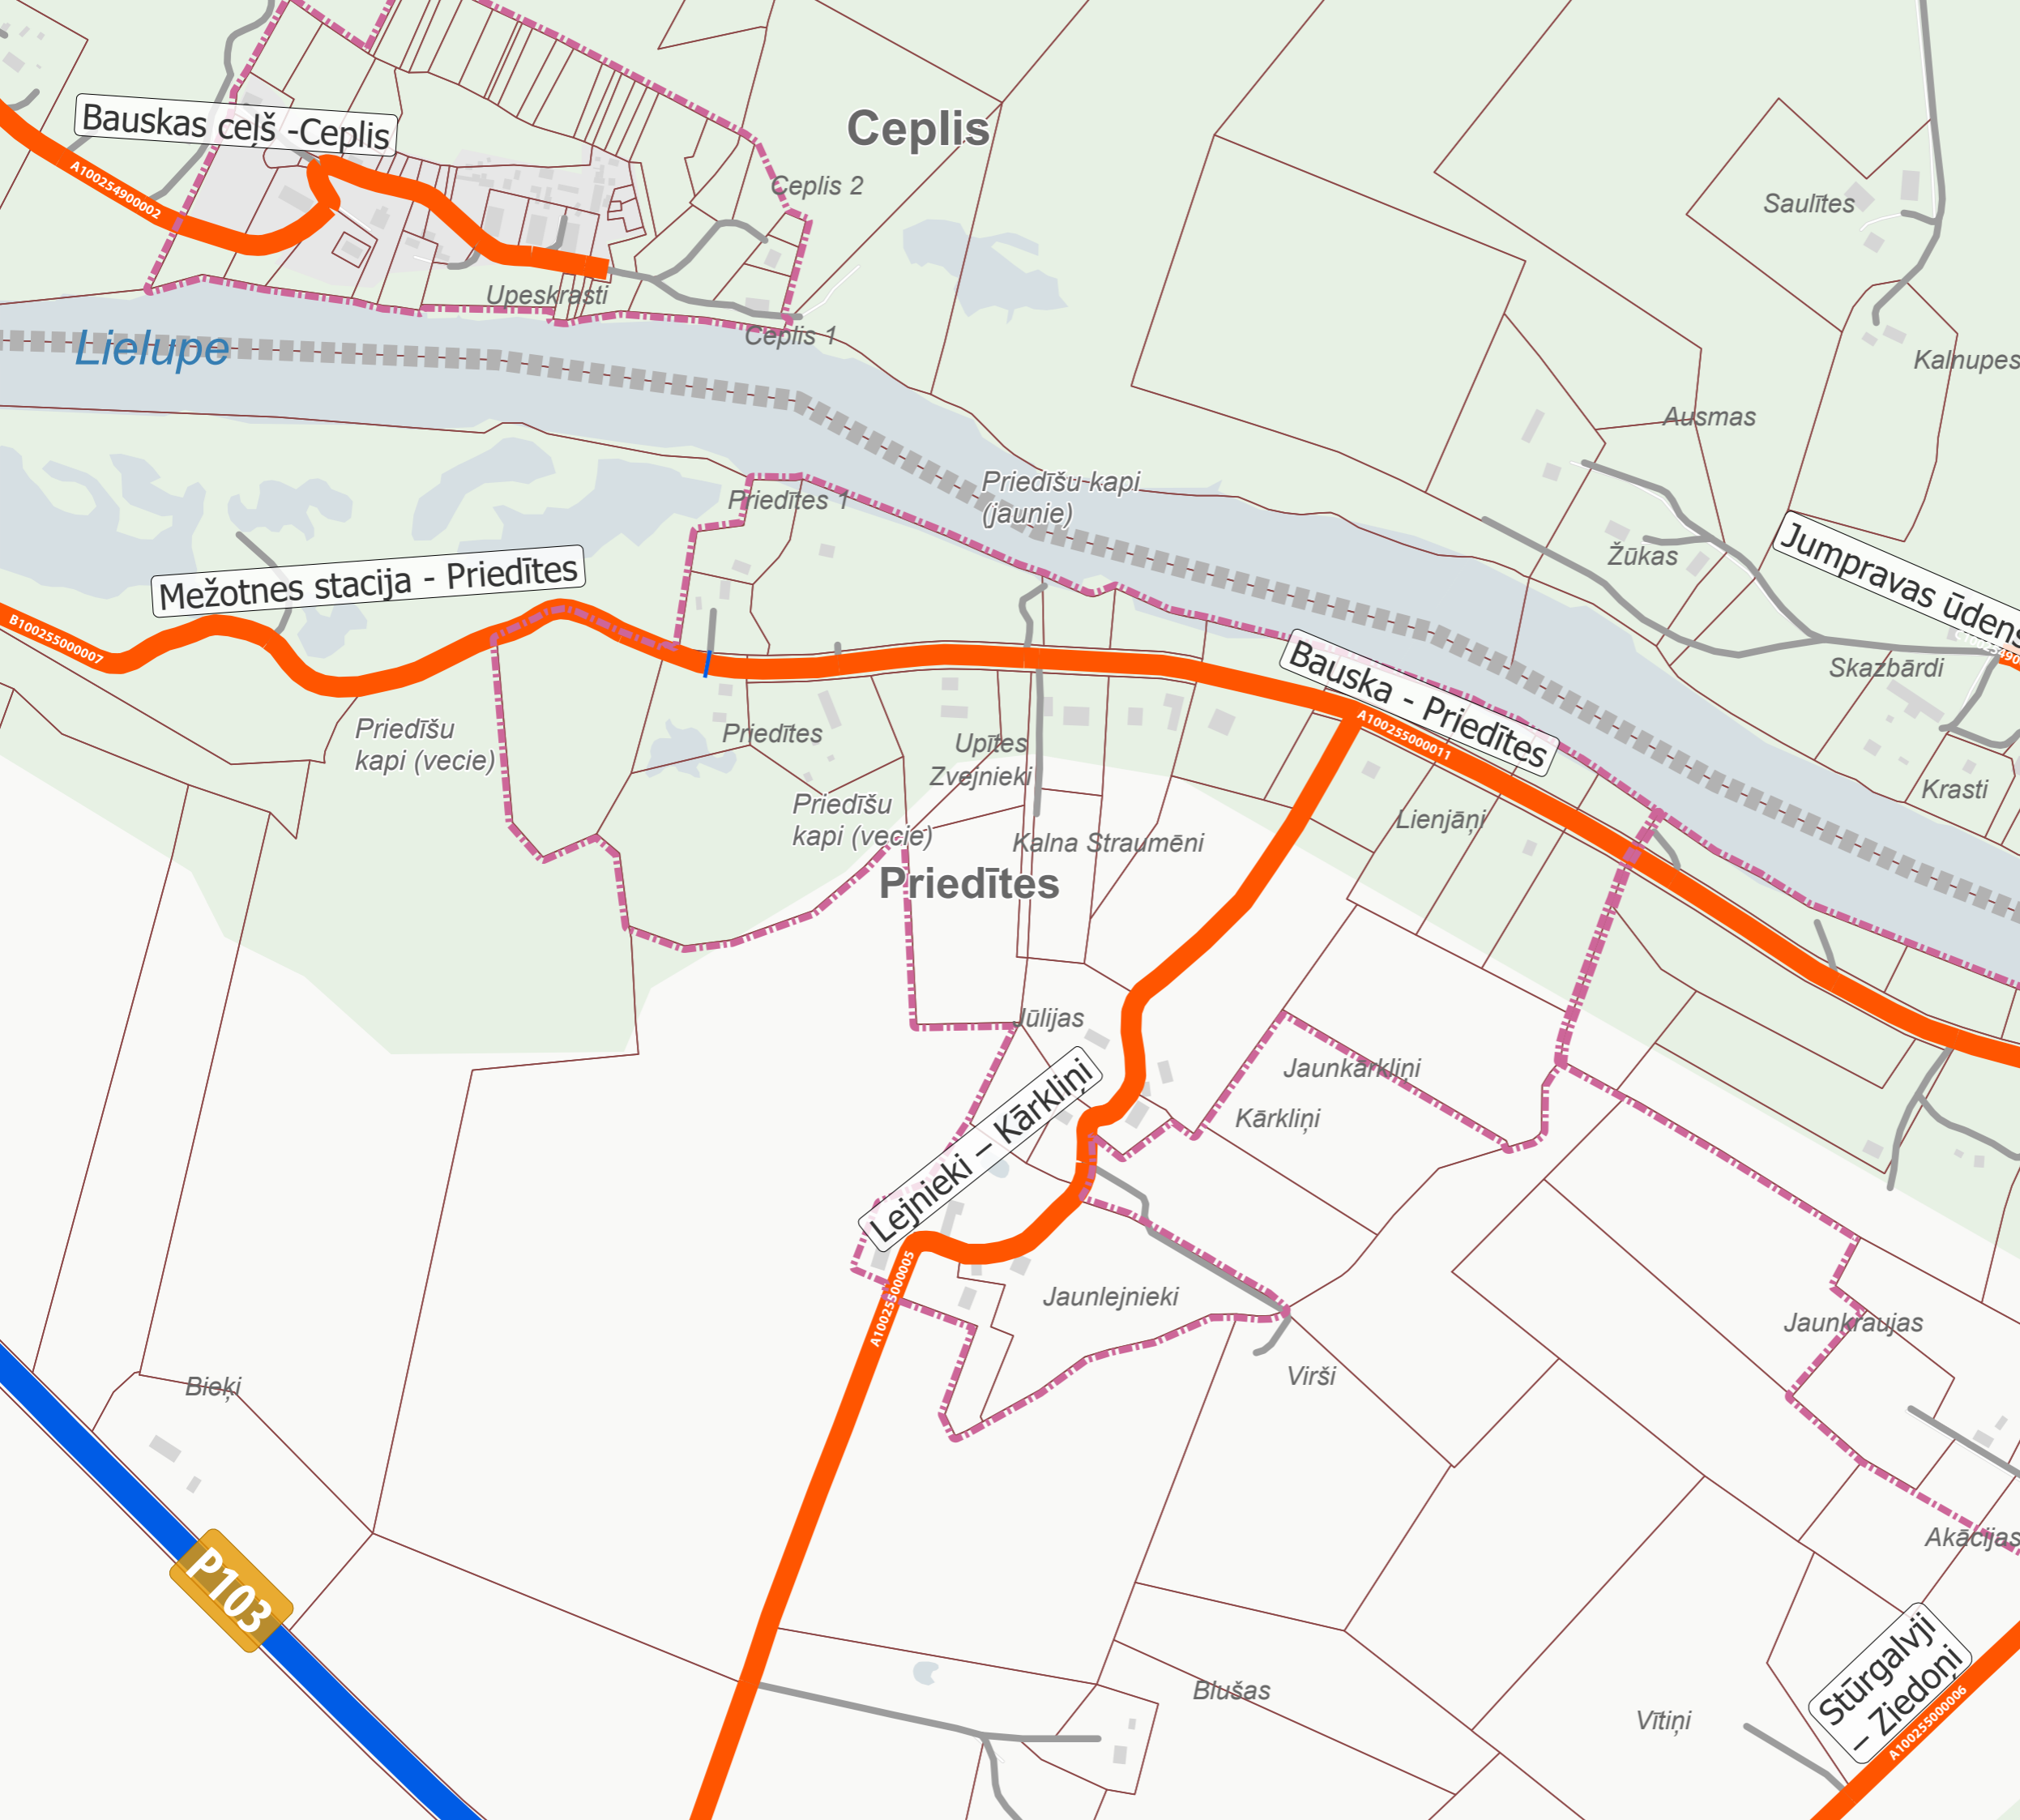 Bauskas ceļš -Ceplis
A100254900002
Ceplis
Ceplis 2
Upeskrasti
Ceplis 1
Lielupe
Saulītes
Kalnupes
Ausmas
Žūkas
Priedīšu kapi
(jaunie)
Priedītes 1
Jumpravas ūdens
Mežotnes stacija - Priedītes
B100255000007
Skazbārdi
Krasti
Bauska - Priedītes
A100255000011
Priedīšu
kapi (vecie)
Priedītes
Upītes
Zvejnieki
Priedīšu
kapi (vecie)
Kalna Straumēni
Lienjāņi
Priedītes
Jūlijas
Jaunkārkliņi
Kārkliņi
Lejnieki – Kārkliņi
A100255000005
Jaunlejnieki
Virši
Jaunkraujas
Bieķi
Akācijas
P103
Blušas
Vītiņi
Stūrgalvji
– Ziedoņi
A100255000006